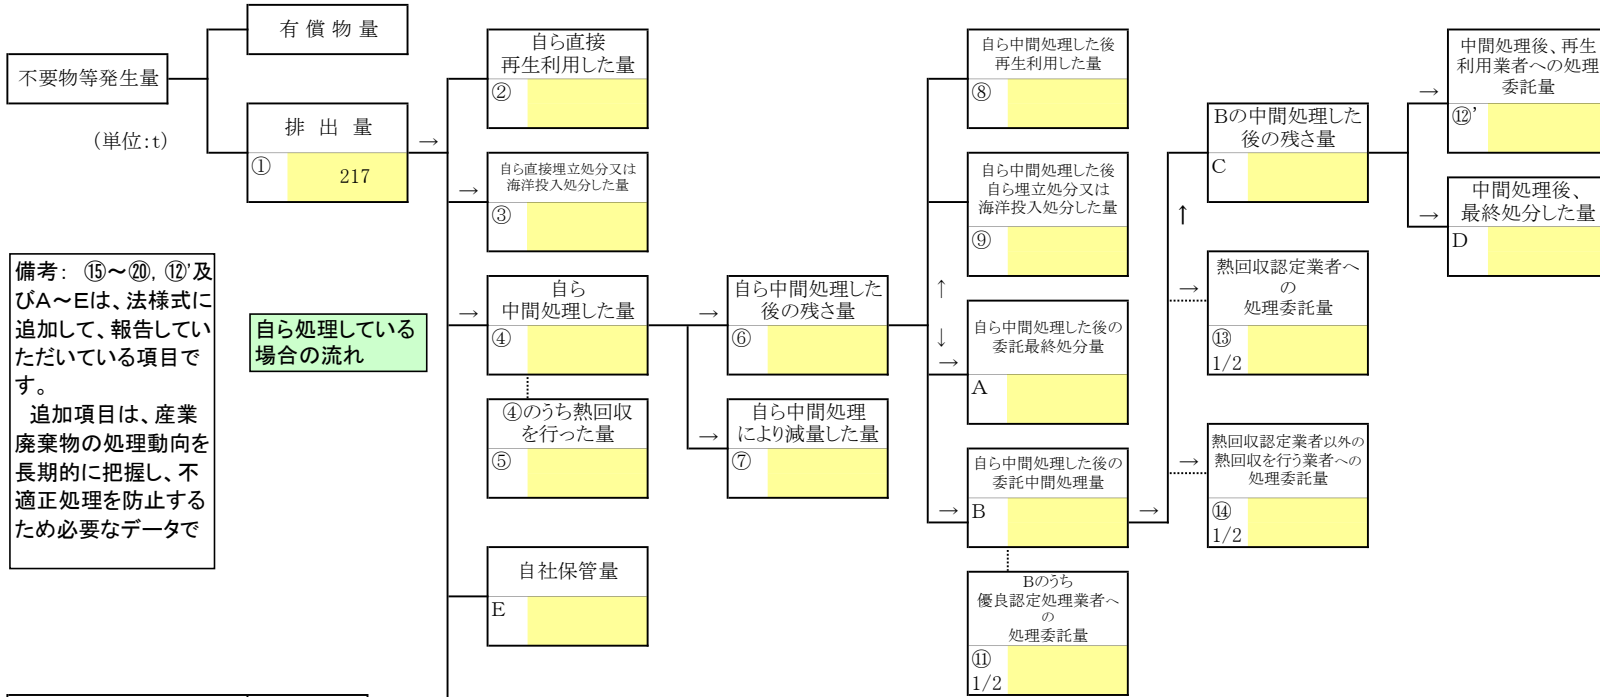 有 償 物 量
不要物等発生量
(単位:t)
排 出 量
①
217
→
備考： ⑮～⑳, ⑫'及
びA～Eは、法様式に
追加して、報告してい
ただいている項目で
す。
追加項目は、産業
廃棄物の処理動向を
長期的に把握し、不
適正処理を防止する
ため必要なデータで
自ら処理している
場合の流れ
自ら直接
再生利用した量
②
→
自ら直接埋立処分又は
海洋投入処分した量
③
→
自ら
中間処理した量
④
④のうち熱回収
を行った量
⑤
自社保管量
E
→
自ら中間処理した
後の残さ量
⑥
→
自ら中間処理
により減量した量
⑦
自ら中間処理した後
再生利用した量
⑧
自ら中間処理した後
自ら埋立処分又は
海洋投入処分した量
⑨
↑
↓
→
自ら中間処理した後の
委託最終処分量
A
→
自ら中間処理した後の
委託中間処理量
B
→
Bのうち
優良認定処理業者へ
の
処理委託量
⑪
1/2
Bの中間処理した
後の残さ量
C
↑
→
熱回収認定業者へ
の
処理委託量
⑬
1/2
→
熱回収認定業者以外の
熱回収を行う業者への
処理委託量
⑭
1/2
→
中間処理後、再生
利用業者への処理
委託量
⑫'
→
中間処理後、
最終処分した量
D